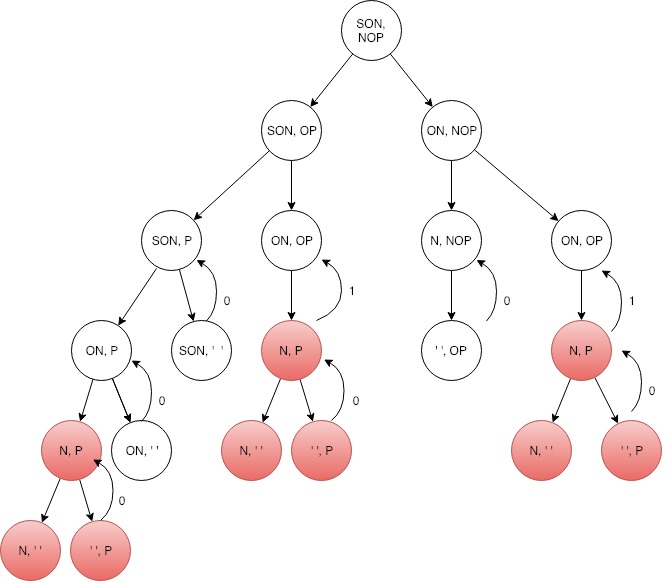 SON,
NOP
SON, OP
ON, NOP
SON, P
ON, OP
N, NOP
ON, OP
0
1
0
1
ON, P
SON, ' '
N, P
' ', OP
N, P
0
0
0
N, P
ON, ' '
N, ' '
' ', P
N, ' '
' ', P
0
N, ' '
' ', P